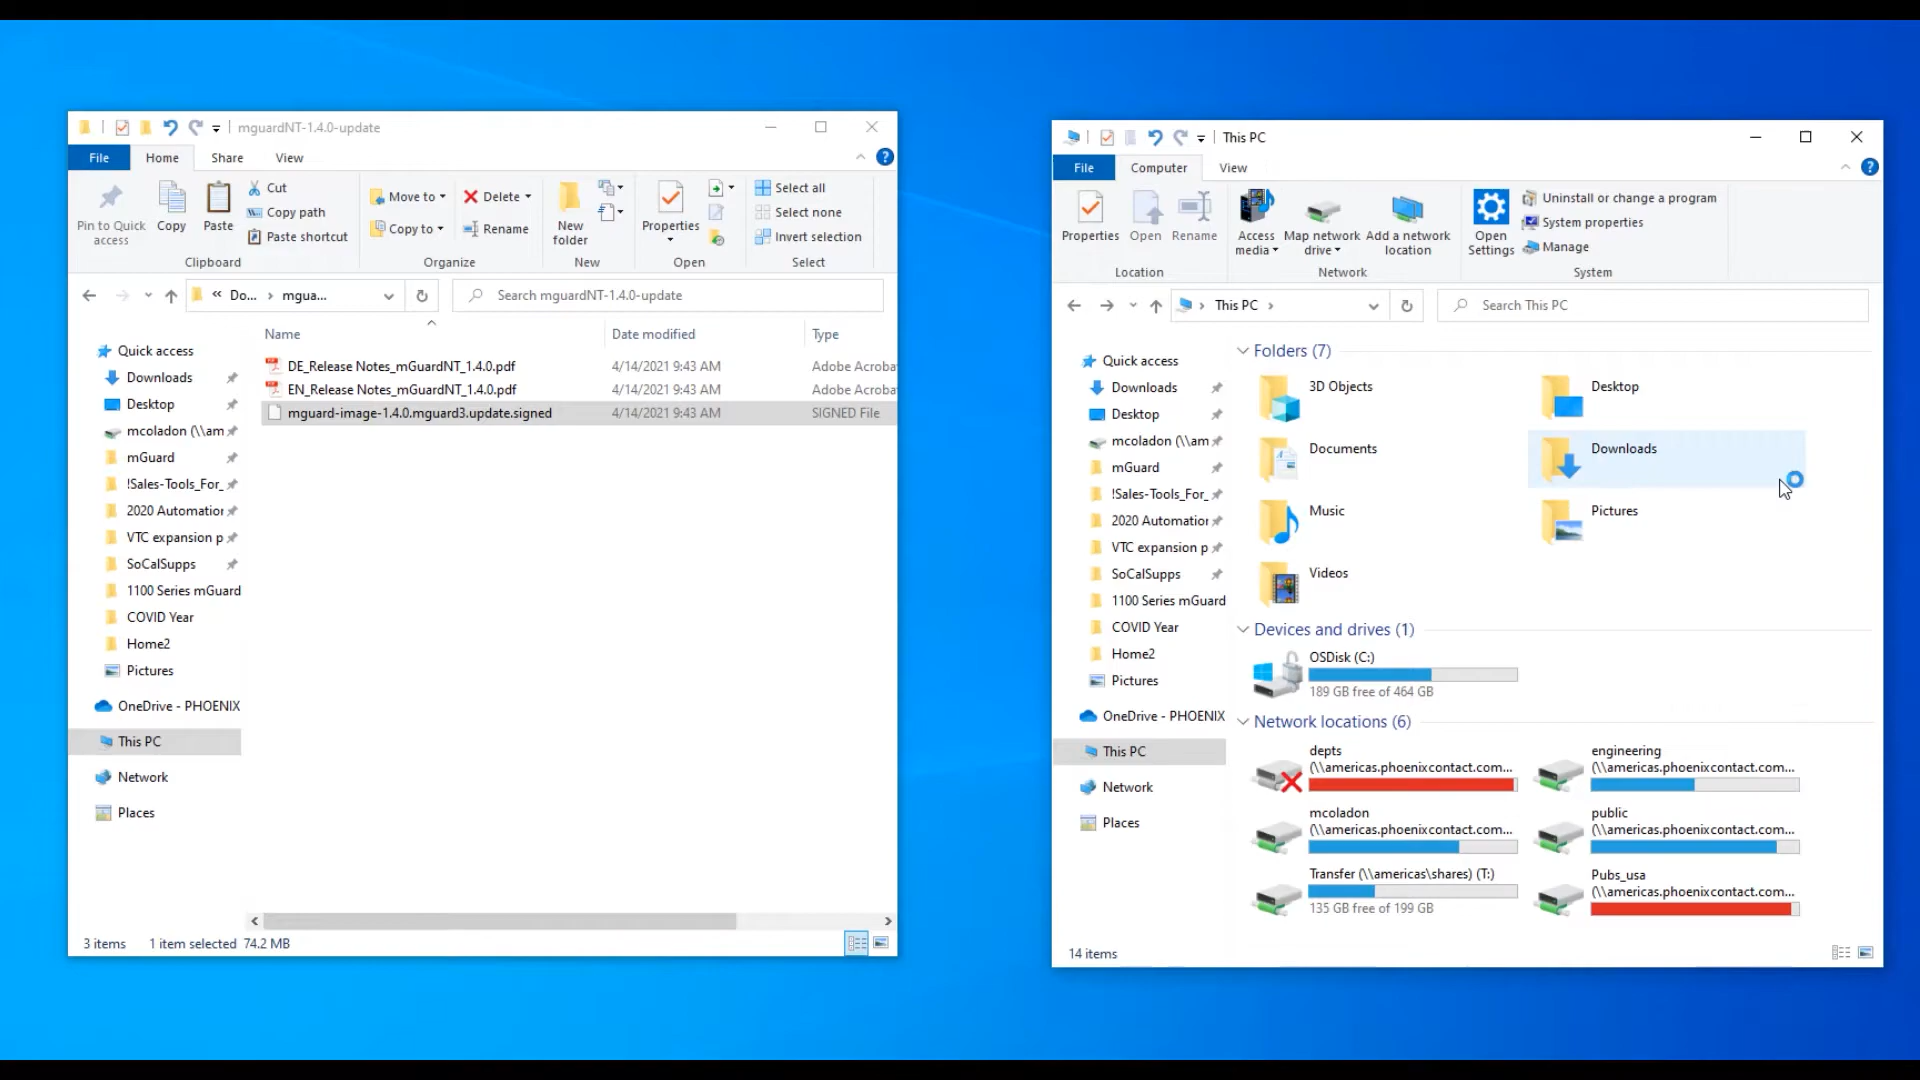 mguardNT-1.4.0-update
File Home Share View
Pin to Quick access
Copy
Paste
Cut
Copy path
Paste shortcut
Clipboard
Move to
Copy to
Delete
Rename
Organize
New folder
New
Properties
Open
Select all
Select none
Invert selection
Select
« Do... › mgua...
Search mguardNT-1.4.0-update
Name Date modified Type
DE_Release Notes_mGuardNT_1.4.0.pdf 4/14/2021 9:43 AM Adobe Acroba
EN_Release Notes_mGuardNT_1.4.0.pdf 4/14/2021 9:43 AM Adobe Acroba
mguard-image-1.4.0.mguard3.update.signed 4/14/2021 9:43 AM SIGNED File
Quick access
Downloads
Desktop
mcoladon (\\am
mGuard
!Sales-Tools_For_
2020 Automation
VTC expansion p
SoCalSupps
1100 Series mGuard
COVID Year
Home2
Pictures
OneDrive - PHOENIX
This PC
Network
Places
3 items 1 item selected 74.2 MB
This PC
File Computer View
Properties
Open
Rename
Location
Access media
Map network drive
Add a network location
Network
Open Settings
Uninstall or change a program
System properties
Manage
System
› This PC ›
Search This PC
Quick access
Downloads
Desktop
mcoladon (\\am
mGuard
!Sales-Tools_For_
2020 Automation
VTC expansion p
SoCalSupps
1100 Series mGuard
COVID Year
Home2
Pictures
OneDrive - PHOENIX
This PC
Network
Places
Folders (7)
3D Objects
Desktop
Documents
Downloads
Music
Pictures
Videos
Devices and drives (1)
OSDisk (C:)
189 GB free of 464 GB
Network locations (6)
depts
(\\americas.phoenixcontact.com...
engineering
(\\americas.phoenixcontact.com...
mcoladon
(\\americas.phoenixcontact.com...
public
(\\americas.phoenixcontact.com...
Transfer (\\americas\shares) (T:)
135 GB free of 199 GB
Pubs_usa
(\\americas.phoenixcontact.com...
14 items